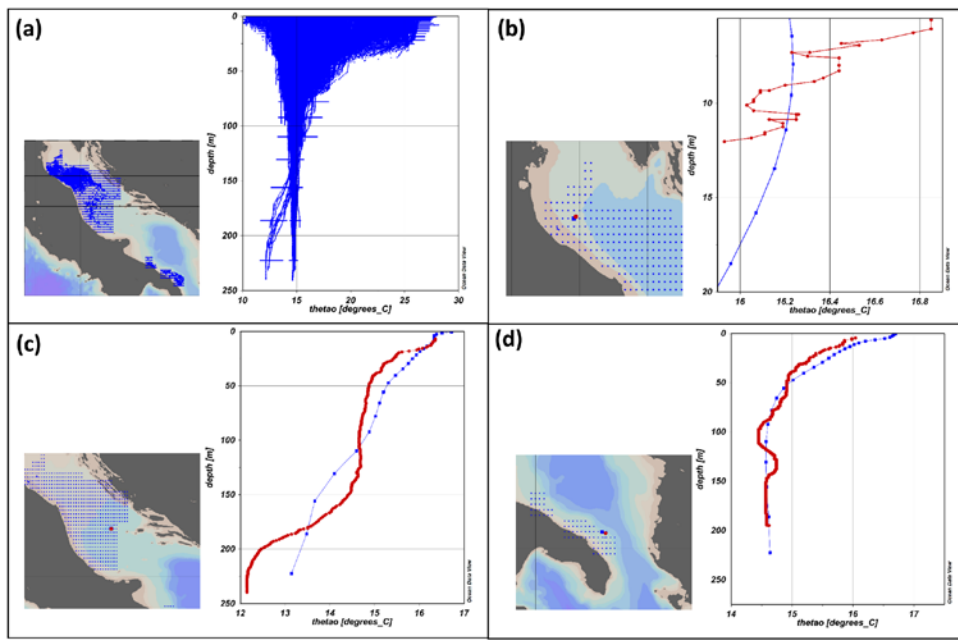 (a)
0
50
100
150
200
250
depth [m]
10 15 20 25 30
thetao [degrees_C]
Ocean Data View
(b)
10
15
20
depth [m]
16 16.2 16.4 16.6 16.8
thetao [degrees_C]
Ocean Data View
(c)
0
50
100
150
200
250
depth [m]
12 13 14 15 16 17
thetao [degrees_C]
Ocean Data View
(d)
0
50
100
150
200
250
depth [m]
14 15 16 17
thetao [degrees_C]
Ocean Data View